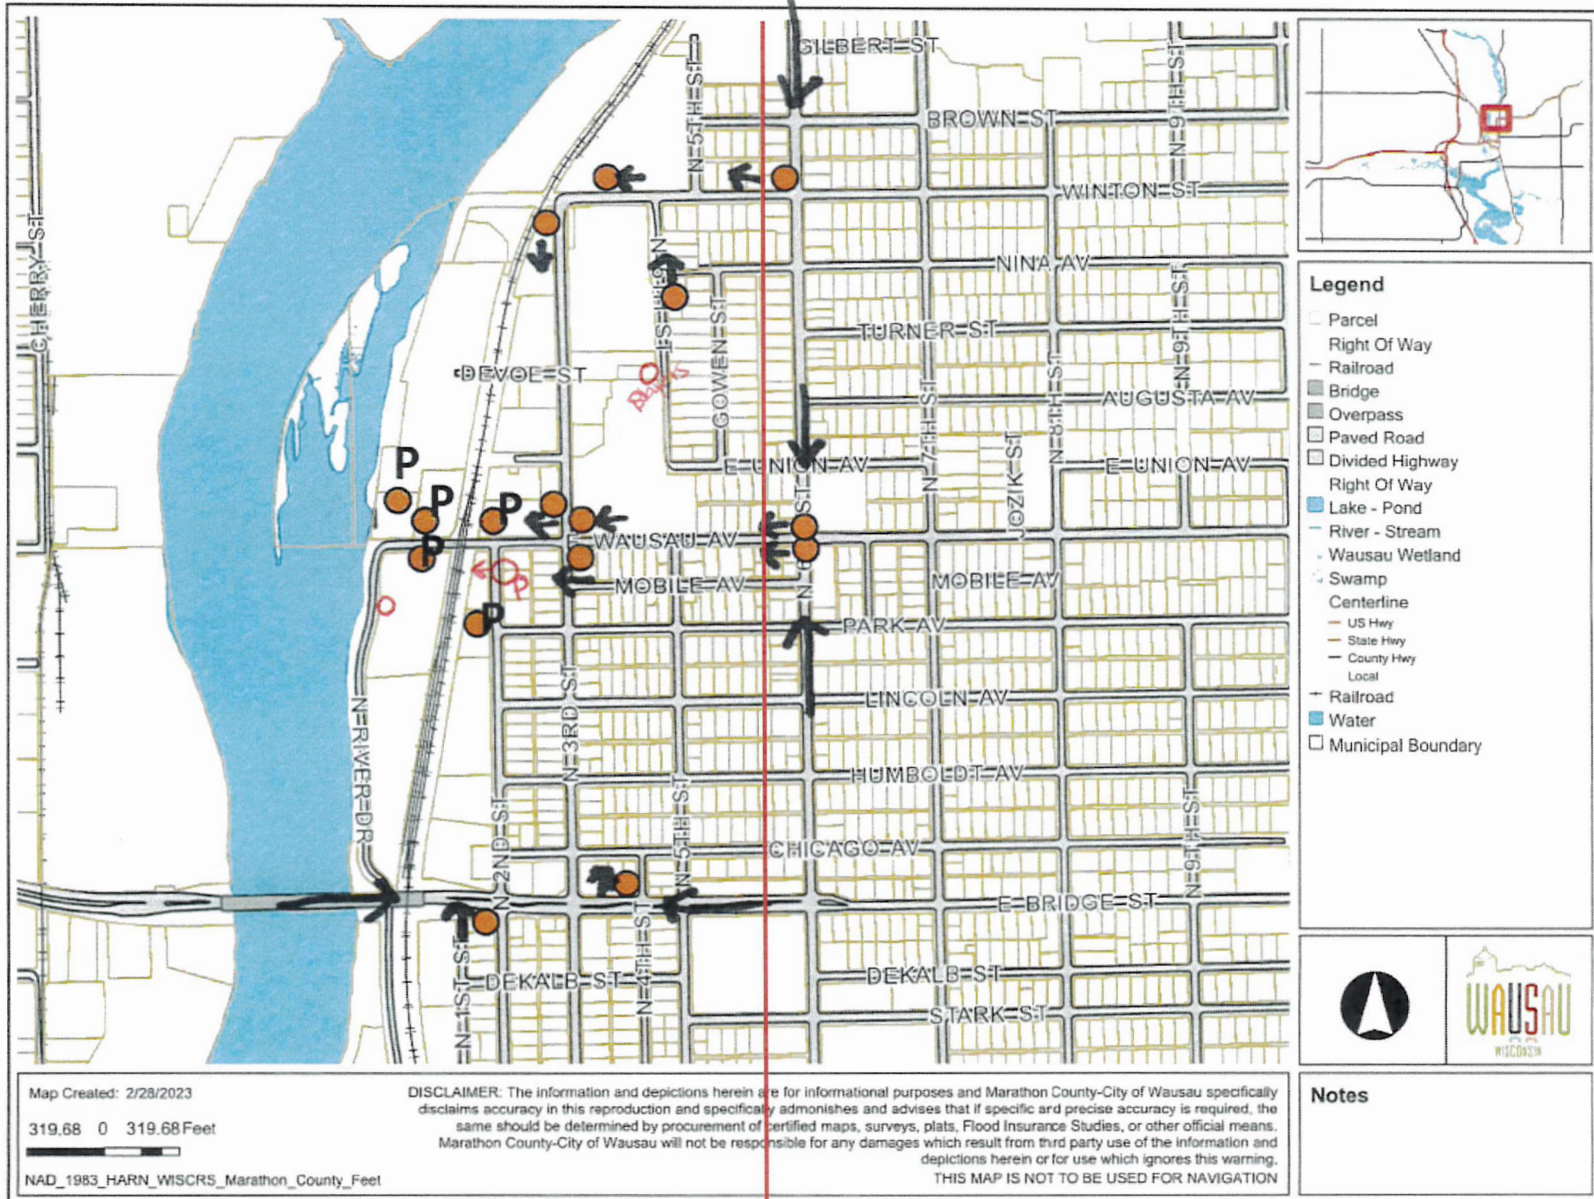 GILBERT ST
N 5TH ST
BROWN ST
N 9TH ST
WINTON ST
CHERRY ST
NINA AV
N 9TH ST
TURNER ST
GOWEN ST
DEVOE ST
AUGUSTA AV
N 7TH ST
N 8TH ST
JOZIK ST
E UNION AV
E UNION AV
P
P
P
WAUSAU AV
P
P
MOBILE AV
MOBILE AV
P
PARK AV
LINCOLN AV
N RIVER DR
N 3RD ST
HUMBOLDT AV
N 2ND ST
N 5TH ST
N 9TH ST
CHICAGO AV
E BRIDGE ST
N 1ST ST
N 4TH ST
DEKALB ST
DEKALB ST
STARK ST
Legend
Parcel
Right Of Way
Railroad
Bridge
Overpass
Paved Road
Divided Highway
Right Of Way
Lake - Pond
River - Stream
Wausau Wetland
Swamp
Centerline
US Hwy
State Hwy
County Hwy
Local
Railroad
Water
Municipal Boundary
WAUSAU
WISCONSIN
Notes
Map Created: 2/28/2023
319.68 0 319.68 Feet
NAD_1983_HARN_WISCRS_Marathon_County_Feet
DISCLAIMER: The information and depictions herein are for informational purposes and Marathon County-City of Wausau specifically
disclaims accuracy in this reproduction and specifically admonishes and advises that if specific and precise accuracy is required, the
same should be determined by procurement of certified maps, surveys, plats, Flood Insurance Studies, or other official means.
Marathon County-City of Wausau will not be responsible for any damages which result from third party use of the information and
depictions herein or for use which ignores this warning.
THIS MAP IS NOT TO BE USED FOR NAVIGATION